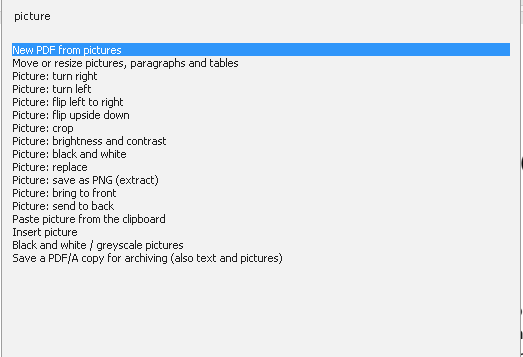 picture
New PDF from pictures
Move or resize pictures, paragraphs and tables
Picture: turn right
Picture: turn left
Picture: flip left to right
Picture: flip upside down
Picture: crop
Picture: brightness and contrast
Picture: black and white
Picture: replace
Picture: save as PNG (extract)
Picture: bring to front
Picture: send to back
Paste picture from the clipboard
Insert picture
Black and white / greyscale pictures
Save a PDF/A copy for archiving (also text and pictures)